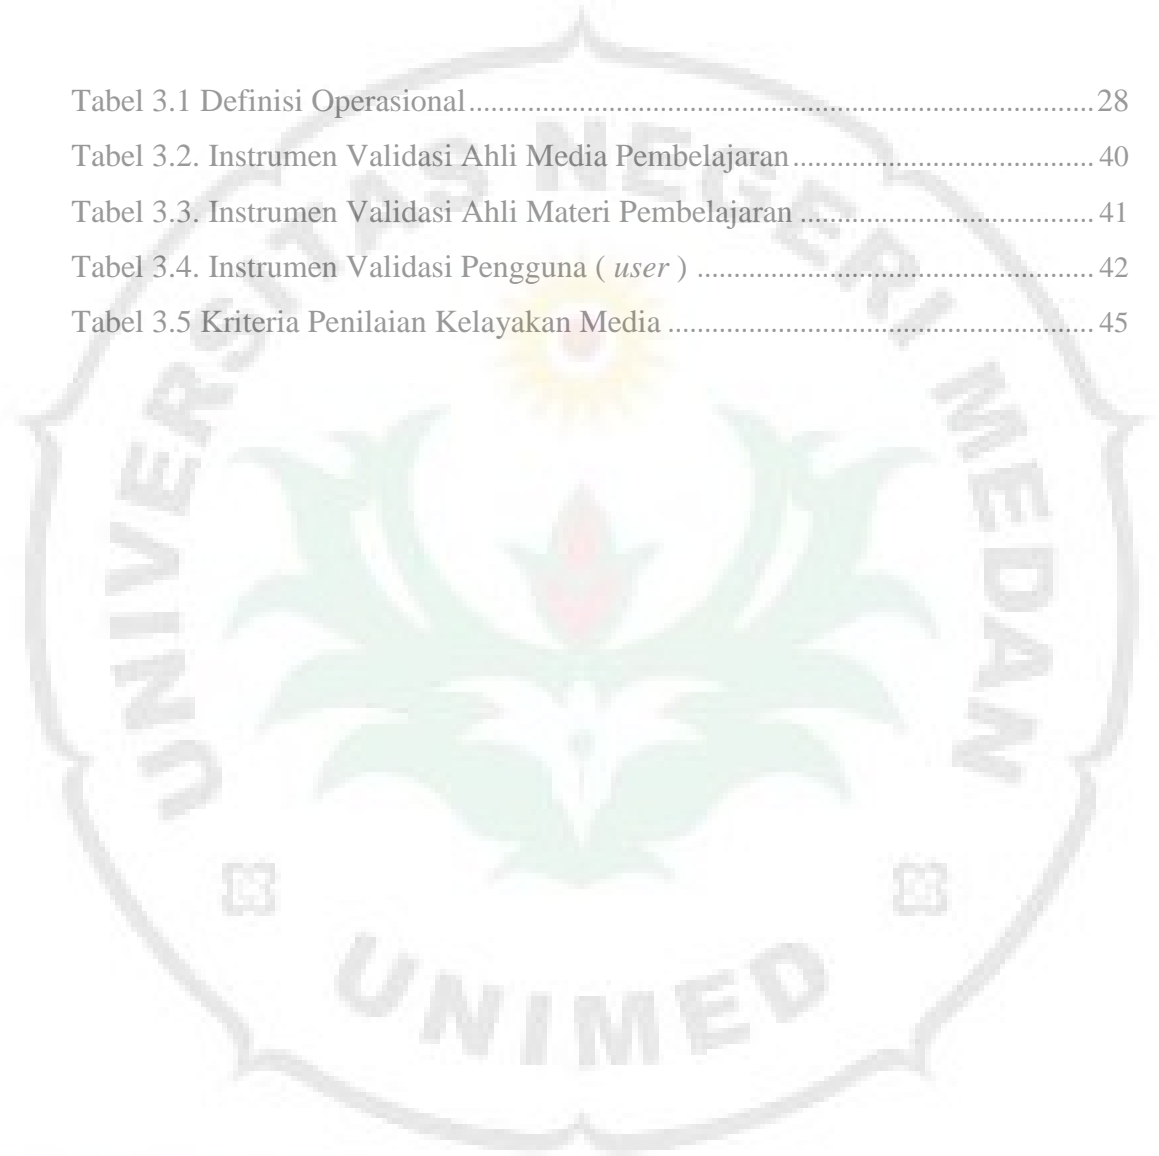 Tabel 3.1 Definisi Operasional.....................................................................................28
Tabel 3.2. Instrumen Validasi Ahli Media Pembelajaran......................................... 40
Tabel 3.3. Instrumen Validasi Ahli Materi Pembelajaran ........................................ 41
Tabel 3.4. Instrumen Validasi Pengguna ( user ) ...................................................... 42
Tabel 3.5 Kriteria Penilaian Kelayakan Media .......................................................... 45
UNIVERSITAS NEGERI MEDAN
UNIMED